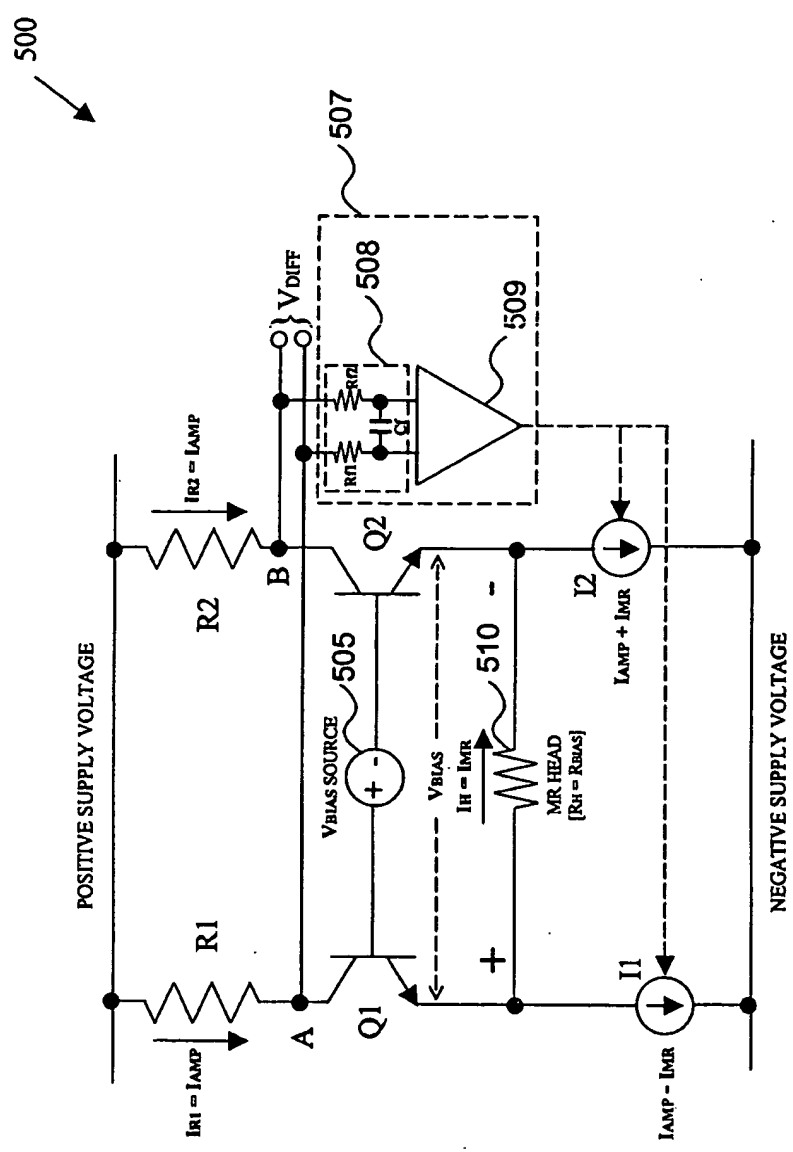 500
POSITIVE SUPPLY VOLTAGE
IR1 = IAMP
R1
A
R2
IR2 = IAMP
B
VDIFF
507
508
Rf1
Rf2
Cf
509
Q1
Q2
VBIAS SOURCE
505
+ -
VBIAS
IH = IMR
510
+
-
MR HEAD
[RH = RBIAS]
I1
IAMP - IMR
I2
IAMP + IMR
NEGATIVE SUPPLY VOLTAGE